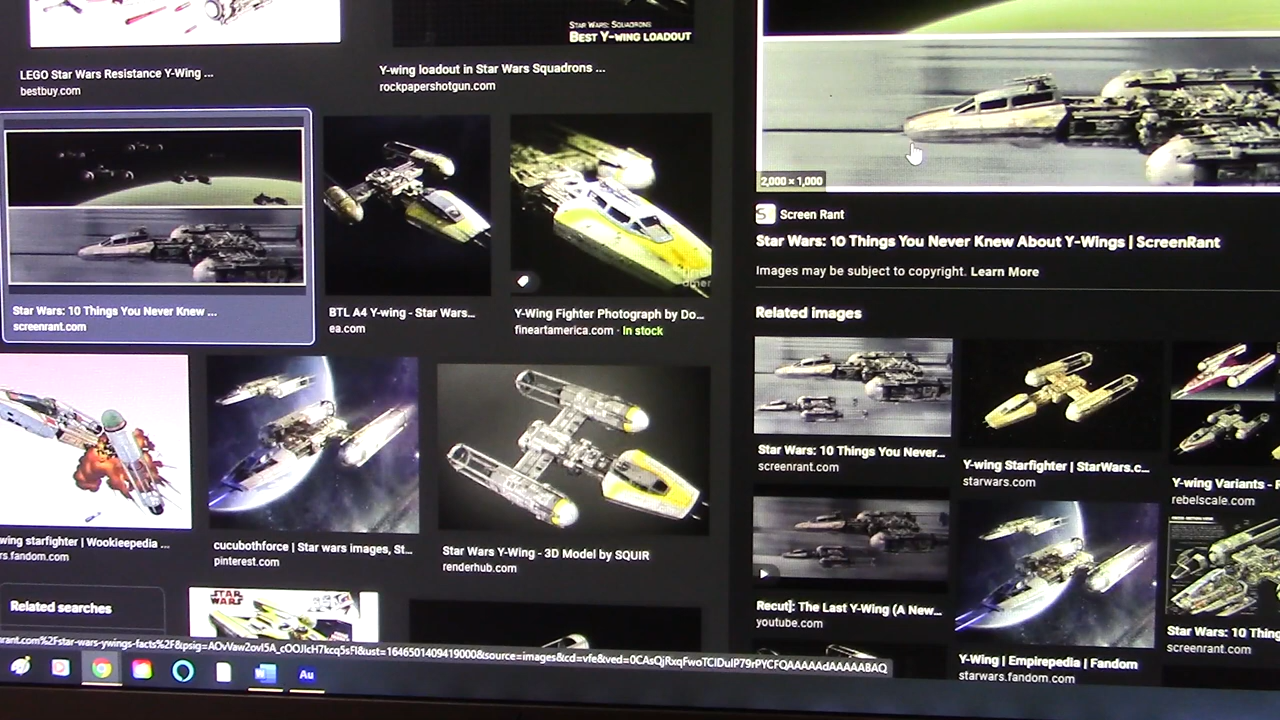 STAR WARS: SQUADRONS
BEST Y-WING LOADOUT
LEGO Star Wars Resistance Y-Wing ...
bestbuy.com
Y-wing loadout in Star Wars Squadrons ...
rockpapershotgun.com
Star Wars: 10 Things You Never Knew ...
screenrant.com
BTL A4 Y-wing - Star Wars...
ea.com
Y-Wing Fighter Photograph by Do...
fineartamerica.com · In stock
wing starfighter | Wookieepedia ...
rs.fandom.com
cucubothforce | Star wars images, St...
pinterest.com
Star Wars Y-Wing - 3D Model by SQUIR
renderhub.com
Related searches
STAR WARS
2,000 × 1,000
S Screen Rant
Star Wars: 10 Things You Never Knew About Y-Wings | ScreenRant
Images may be subject to copyright. Learn More
Related images
Star Wars: 10 Things You Never...
screenrant.com
Y-wing Starfighter | StarWars.c...
starwars.com
Y-wing Variants - R
rebelscale.com
Recut]: The Last Y-Wing (A New...
youtube.com
Y-Wing | Empirepedia | Fandom
starwars.fandom.com
Star Wars: 10 Thing
screenrant.com
Au